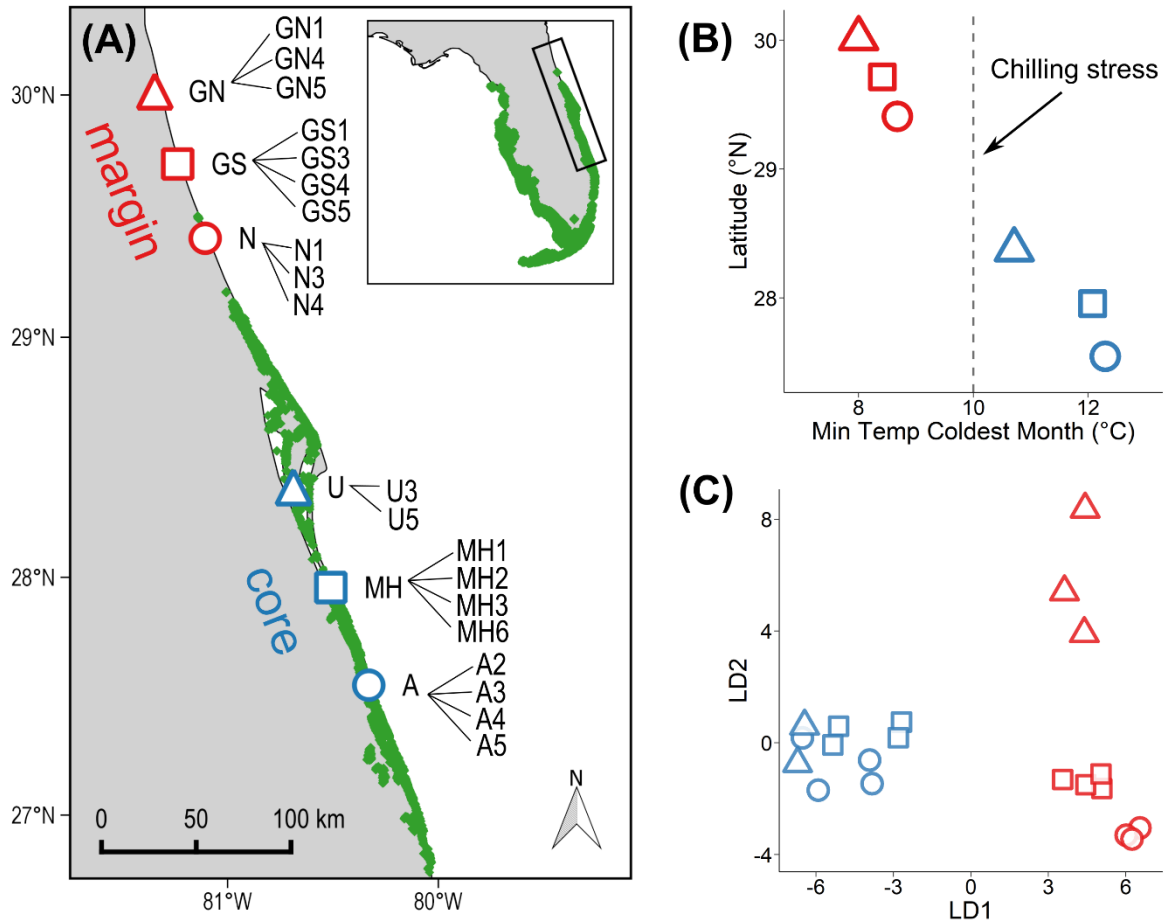 (A)
30°N
29°N
28°N
27°N
81°W
80°W
margin
core
GN
GN1
GN4
GN5
GS
GS1
GS3
GS4
GS5
N
N1
N3
N4
U
U3
U5
MH
MH1
MH2
MH3
MH6
A
A2
A3
A4
A5
0 50 100 km
N
(B)
Chilling stress
Latitude (°N)
30
29
28
8 10 12
Min Temp Coldest Month (°C)
(C)
LD2
8
4
0
-4
-6 -3 0 3 6
LD1